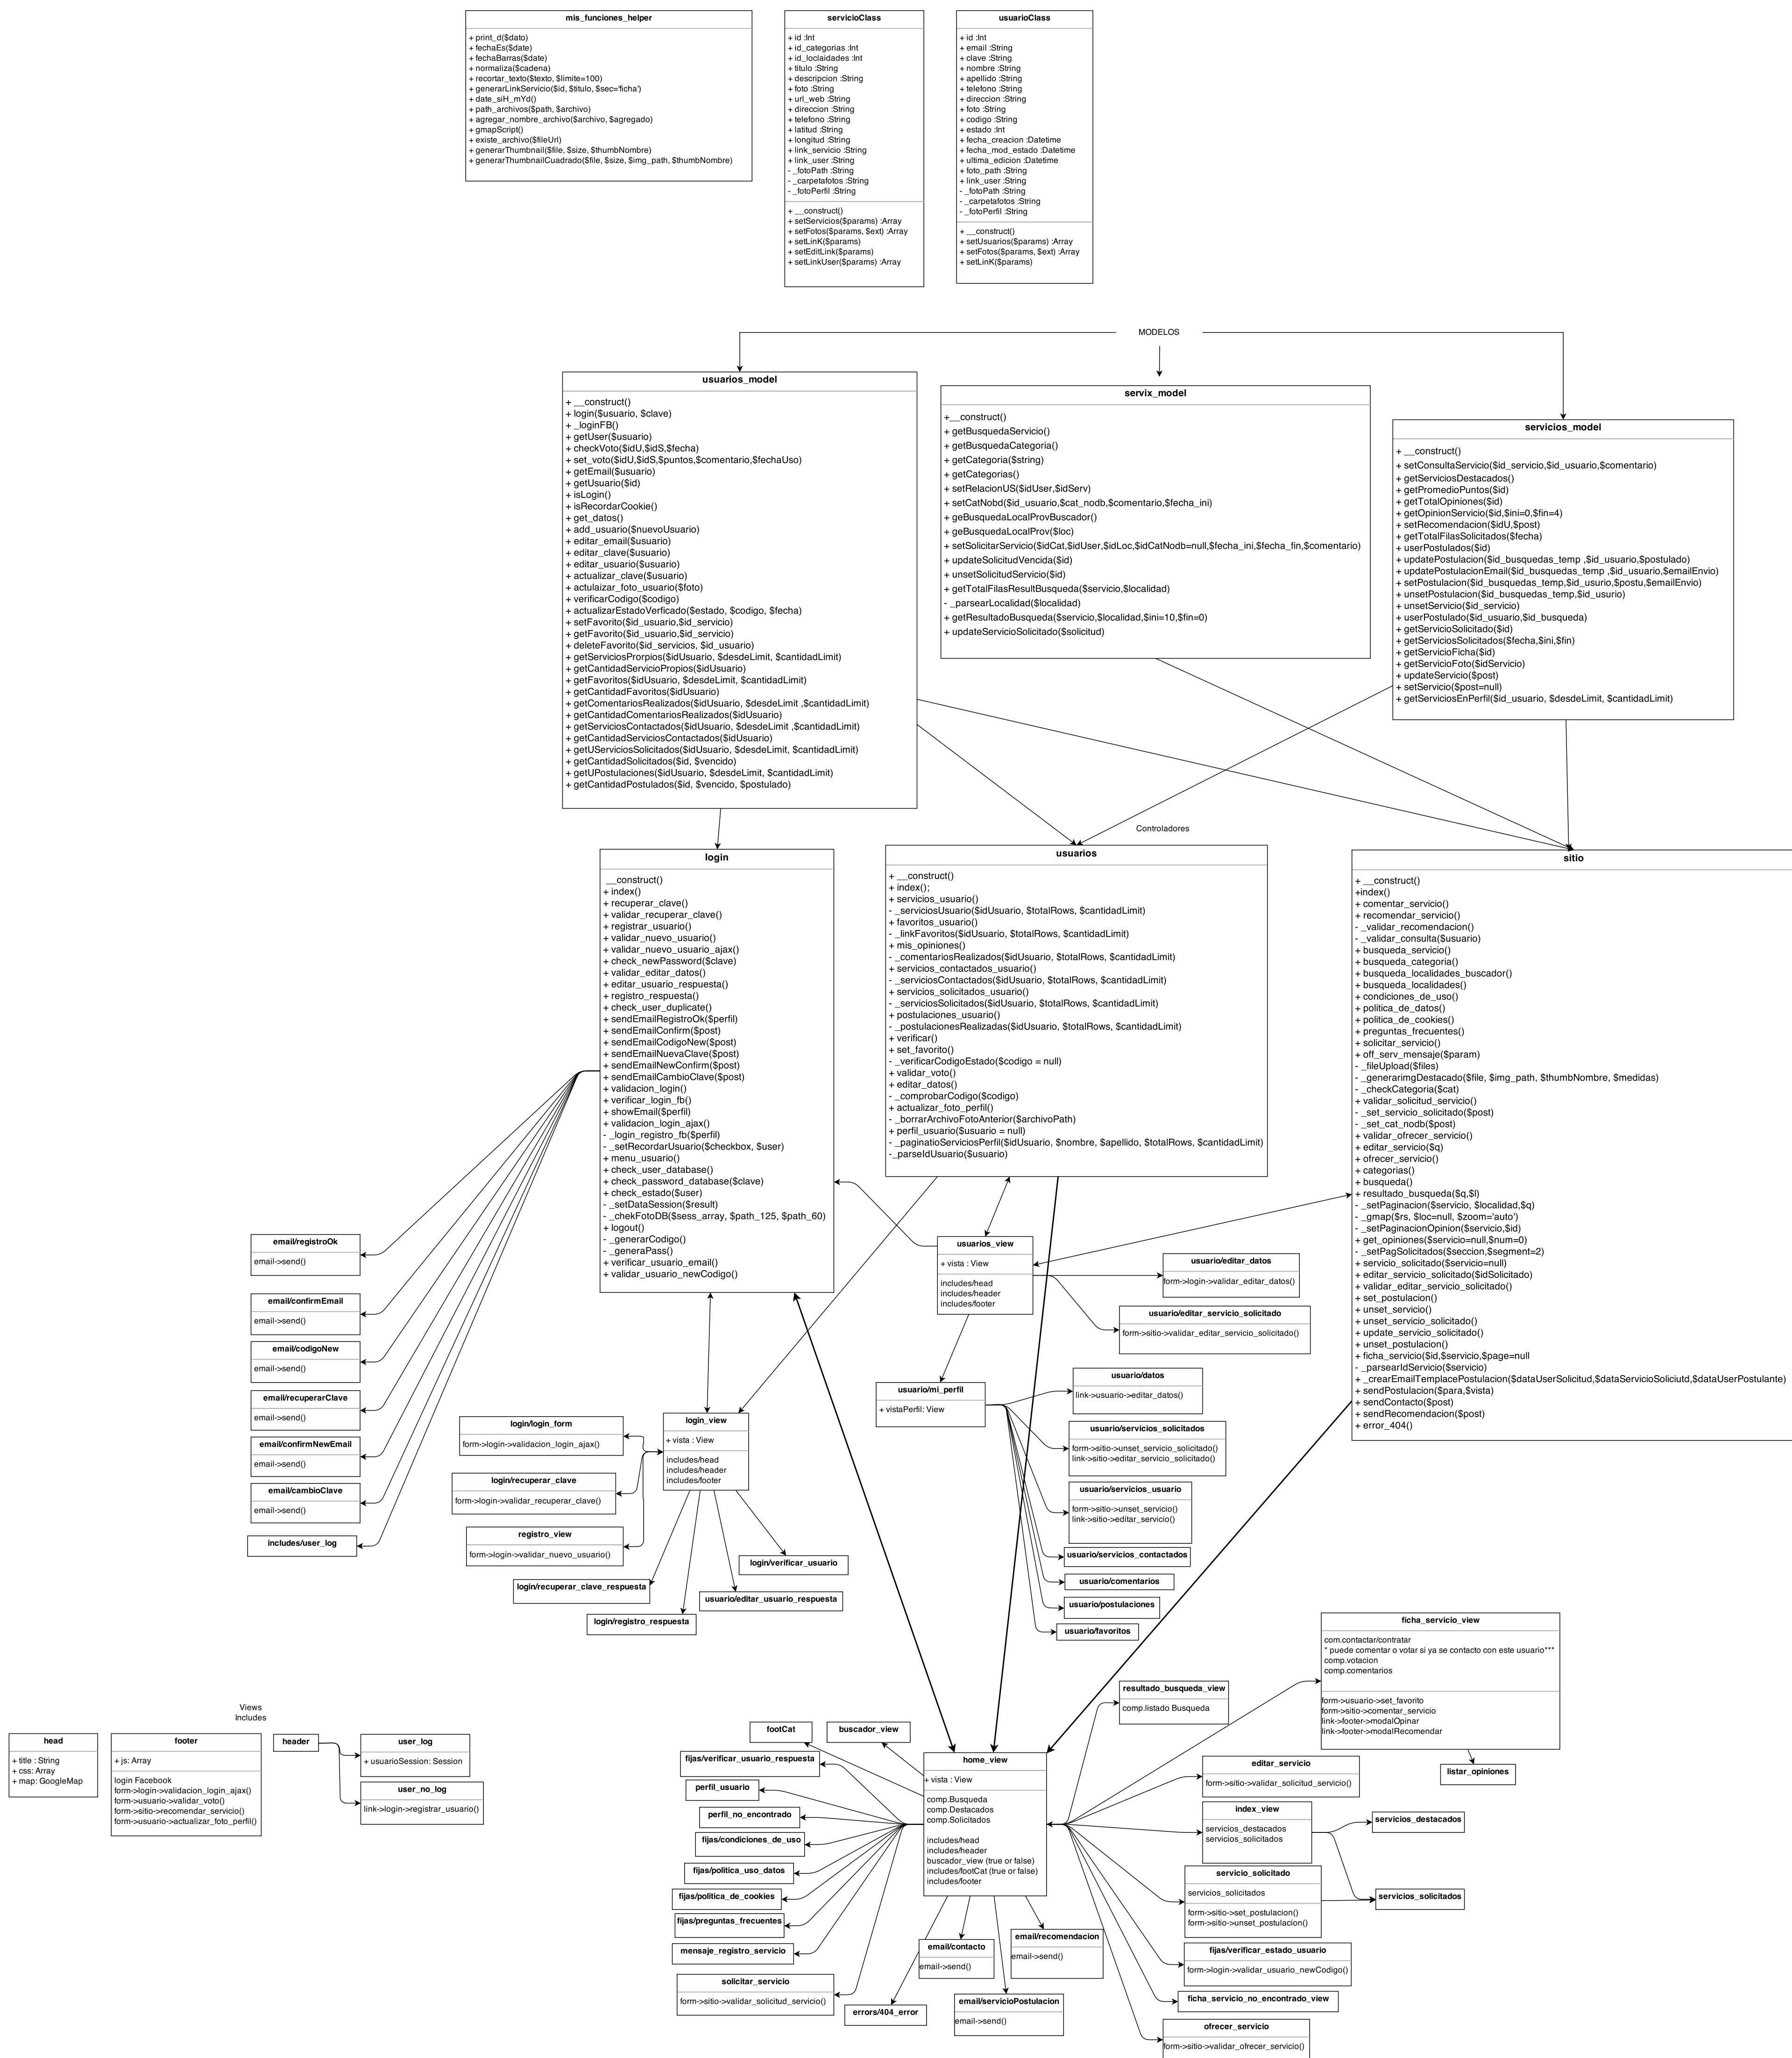 mis_funciones_helper
+ print_d($dato)
+ fechaEs($date)
+ fechaBarras($date)
+ normaliza($cadena)
+ recortar_texto($texto, $limite=100)
+ generarLinkServicio($id, $titulo, $sec='ficha')
+ date_siH_mYd()
+ path_archivos($path, $archivo)
+ agregar_nombre_archivo($archivo, $agregado)
+ gmapScript()
+ existe_archivo($fileUrl)
+ generarThumbnail($file, $size, $thumbNombre)
+ generarThumbnailCuadrado($file, $size, $img_path, $thumbNombre)
servicioClass
+ id :Int
+ id_categorias :Int
+ id_loclaidades :Int
+ titulo :String
+ descripcion :String
+ foto :String
+ url_web :String
+ direccion :String
+ telefono :String
+ latitud :String
+ longitud :String
+ link_servicio :String
+ link_user :String
- _fotoPath :String
- _carpetafotos :String
- _fotoPerfil :String
+ __construct()
+ setServicios($params) :Array
+ setFotos($params, $ext) :Array
+ setLinK($params)
+ setEditLink($params)
+ setLinkUser($params) :Array
usuarioClass
+ id :Int
+ email :String
+ clave :String
+ nombre :String
+ apellido :String
+ telefono :String
+ direccion :String
+ foto :String
+ codigo :String
+ estado :Int
+ fecha_creacion :Datetime
+ fecha_mod_estado :Datetime
+ ultima_edicion :Datetime
+ foto_path :String
+ link_user :String
- _fotoPath :String
- _carpetafotos :String
- _fotoPerfil :String
+ __construct()
+ setUsuarios($params) :Array
+ setFotos($params, $ext) :Array
+ setLinK($params)
MODELOS
usuarios_model
+ __construct()
+ login($usuario, $clave)
+ _loginFB()
+ getUser($usuario)
+ checkVoto($idU,$idS,$fecha)
+ set_voto($idU,$idS,$puntos,$comentario,$fechaUso)
+ getEmail($usuario)
+ getUsuario($id)
+ isLogin()
+ isRecordarCookie()
+ get_datos()
+ add_usuario($nuevoUsuario)
+ editar_email($usuario)
+ editar_clave($usuario)
+ editar_usuario($usuario)
+ actualizar_clave($usuario)
+ actulaizar_foto_usuario($foto)
+ verificarCodigo($codigo)
+ actualizarEstadoVerficado($estado, $codigo, $fecha)
+ setFavorito($id_usuario,$id_servicio)
+ getFavorito($id_usuario,$id_servicio)
+ deleteFavorito($id_servicios, $id_usuario)
+ getServiciosProrpios($idUsuario, $desdeLimit, $cantidadLimit)
+ getCantidadServicioPropios($idUsuario)
+ getFavoritos($idUsuario, $desdeLimit, $cantidadLimit)
+ getCantidadFavoritos($idUsuario)
+ getComentariosRealizados($idUsuario, $desdeLimit ,$cantidadLimit)
+ getCantidadComentariosRealizados($idUsuario)
+ getServiciosContactados($idUsuario, $desdeLimit ,$cantidadLimit)
+ getCantidadServiciosContactados($idUsuario)
+ getUServiciosSolicitados($idUsuario, $desdeLimit, $cantidadLimit)
+ getCantidadSolicitados($id, $vencido)
+ getUPostulaciones($idUsuario, $desdeLimit, $cantidadLimit)
+ getCantidadPostulados($id, $vencido, $postulado)
servix_model
+__construct()
+ getBusquedaServicio()
+ getBusquedaCategoria()
+ getCategoria($string)
+ getCategorias()
+ setRelacionUS($idUser,$idServ)
+ setCatNobd($id_usuario,$cat_nodb,$comentario,$fecha_ini)
+ geBusquedaLocalProvBuscador()
+ geBusquedaLocalProv($loc)
+ setSolicitarServicio($idCat,$idUser,$idLoc,$idCatNodb=null,$fecha_ini,$fecha_fin,$comentario)
+ updateSolicitudVencida($id)
+ unsetSolicitudServicio($id)
+ getTotalFilasResultBusqueda($servicio,$localidad)
- _parsearLocalidad($localidad)
+ getResultadoBusqueda($servicio,$localidad,$ini=10,$fin=0)
+ updateServicioSolicitado($solicitud)
servicios_model
+ __construct()
+ setConsultaServicio($id_servicio,$id_usuario,$comentario)
+ getServiciosDestacados()
+ getPromedioPuntos($id)
+ getTotalOpiniones($id)
+ getOpinionServicio($id,$ini=0,$fin=4)
+ setRecomendacion($idU,$post)
+ getTotalFilasSolicitados($fecha)
+ userPostulados($id)
+ updatePostulacion($id_busquedas_temp ,$id_usuario,$postulado)
+ updatePostulacionEmail($id_busquedas_temp ,$id_usuario,$emailEnvio)
+ setPostulacion($id_busquedas_temp,$id_usurio,$postu,$emailEnvio)
+ unsetPostulacion($id_busquedas_temp,$id_usurio)
+ unsetServicio($id_servicio)
+ userPostulado($id_usuario,$id_busqueda)
+ getServicioSolicitado($id)
+ getServiciosSolicitados($fecha,$ini,$fin)
+ getServicioFicha($id)
+ getServicioFoto($idServicio)
+ updateServicio($post)
+ setServicio($post=null)
+ getServiciosEnPerfil($id_usuario, $desdeLimit, $cantidadLimit)
Controladores
login
__construct()
+ index()
+ recuperar_clave()
+ validar_recuperar_clave()
+ registrar_usuario()
+ validar_nuevo_usuario()
+ validar_nuevo_usuario_ajax()
+ check_newPassword($clave)
+ validar_editar_datos()
+ editar_usuario_respuesta()
+ registro_respuesta()
+ check_user_duplicate()
+ sendEmailRegistroOk($perfil)
+ sendEmailConfirm($post)
+ sendEmailCodigoNew($post)
+ sendEmailNuevaClave($post)
+ sendEmailNewConfirm($post)
+ sendEmailCambioClave($post)
+ validacion_login()
+ verificar_login_fb()
+ showEmail($perfil)
+ validacion_login_ajax()
- _login_registro_fb($perfil)
- _setRecordarUsuario($checkbox, $user)
+ menu_usuario()
+ check_user_database()
+ check_password_database($clave)
+ check_estado($user)
- _setDataSession($result)
- _chekFotoDB($sess_array, $path_125, $path_60)
+ logout()
- _generarCodigo()
- _generaPass()
+ verificar_usuario_email()
+ validar_usuario_newCodigo()
usuarios
+ __construct()
+ index();
+ servicios_usuario()
- _serviciosUsuario($idUsuario, $totalRows, $cantidadLimit)
+ favoritos_usuario()
- _linkFavoritos($idUsuario, $totalRows, $cantidadLimit)
+ mis_opiniones()
- _comentariosRealizados($idUsuario, $totalRows, $cantidadLimit)
+ servicios_contactados_usuario()
- _serviciosContactados($idUsuario, $totalRows, $cantidadLimit)
+ servicios_solicitados_usuario()
- _serviciosSolicitados($idUsuario, $totalRows, $cantidadLimit)
+ postulaciones_usuario()
- _postulacionesRealizadas($idUsuario, $totalRows, $cantidadLimit)
+ verificar()
+ set_favorito()
- _verificarCodigoEstado($codigo = null)
+ validar_voto()
+ editar_datos()
- _comprobarCodigo($codigo)
+ actualizar_foto_perfil()
- _borrarArchivoFotoAnterior($archivoPath)
+ perfil_usuario($usuario = null)
- _paginatioServiciosPerfil($idUsuario, $nombre, $apellido, $totalRows, $cantidadLimit)
-_parseIdUsuario($usuario)
sitio
+ __construct()
+index()
+ comentar_servicio()
+ recomendar_servicio()
- _validar_recomendacion()
- _validar_consulta($usuario)
+ busqueda_servicio()
+ busqueda_categoria()
+ busqueda_localidades_buscador()
+ busqueda_localidades()
+ condiciones_de_uso()
+ politica_de_datos()
+ politica_de_cookies()
+ preguntas_frecuentes()
+ solicitar_servicio()
+ off_serv_mensaje($param)
- _fileUpload($files)
- _generarimgDestacado($file, $img_path, $thumbNombre, $medidas)
- _checkCategoria($cat)
+ validar_solicitud_servicio()
- _set_servicio_solicitado($post)
- _set_cat_nodb($post)
+ validar_ofrecer_servicio()
+ editar_servicio($q)
+ ofrecer_servicio()
+ categorias()
+ busqueda()
+ resultado_busqueda($q,$l)
- _setPaginacion($servicio, $localidad,$q)
- _gmap($rs, $loc=null, $zoom='auto')
- _setPaginacionOpinion($servicio,$id)
+ get_opiniones($servicio=null,$num=0)
- _setPagSolicitados($seccion,$segment=2)
+ servicio_solicitado($servicio=null)
+ editar_servicio_solicitado($idSolicitado)
+ validar_editar_servicio_solicitado()
+ set_postulacion()
+ unset_servicio()
+ unset_servicio_solicitado()
+ update_servicio_solicitado()
+ unset_postulacion()
+ ficha_servicio($id,$servicio,$page=null
- _parsearIdServicio($servicio)
+ _crearEmailTemplacePostulacion($dataUserSolicitud,$dataServicioSoliciutd,$dataUserPostulante)
+ sendPostulacion($para,$vista)
+ sendContacto($post)
+ sendRecomendacion($post)
+ error_404()
email/registroOk
email->send()
email/confirmEmail
email->send()
email/codigoNew
email->send()
email/recuperarClave
email->send()
email/confirmNewEmail
email->send()
email/cambioClave
email->send()
includes/user_log
usuarios_view
+ vista : View
includes/head
includes/header
includes/footer
usuario/editar_datos
form->login->validar_editar_datos()
usuario/editar_servicio_solicitado
form->sitio->validar_editar_servicio_solicitado()
usuario/mi_perfil
+ vistaPerfil: View
usuario/datos
link->usuario->editar_datos()
usuario/servicios_solicitados
form->sitio->unset_servicio_solicitado()
link->sitio->editar_servicio_solicitado()
usuario/servicios_usuario
form->sitio->unset_servicio()
link->sitio->editar_servicio()
usuario/servicios_contactados
usuario/comentarios
usuario/postulaciones
usuario/favoritos
login_view
+ vista : View
includes/head
includes/header
includes/footer
login/login_form
form->login->validacion_login_ajax()
login/recuperar_clave
form->login->validar_recuperar_clave()
registro_view
form->login->validar_nuevo_usuario()
login/verificar_usuario
login/recuperar_clave_respuesta
usuario/editar_usuario_respuesta
login/registro_respuesta
ficha_servicio_view
com.contactar/contratar
* puede comentar o votar si ya se contacto con este usuario***
comp.votacion
comp.comentarios
form->usuario->set_favorito
form->sitio->comentar_servicio
link->footer->modalOpinar
link->footer->modalRecomendar
listar_opiniones
Views
Includes
head
+ title : String
+ css: Array
+ map: GoogleMap
footer
+ js: Array
login Facebook
form->login->validacion_login_ajax()
form->usuario->validar_voto()
form->sitio->recomendar_servicio()
form->usuario->actualizar_foto_perfil()
header
user_log
+ usuarioSession: Session
user_no_log
link->login->registrar_usuario()
resultado_busqueda_view
comp.listado Busqueda
footCat
buscador_view
home_view
+ vista : View
comp.Busqueda
comp.Destacados
comp.Solicitados
includes/head
includes/header
buscador_view (true or false)
includes/footCat (true or false)
includes/footer
fijas/verificar_usuario_respuesta
perfil_usuario
perfil_no_encontrado
fijas/condiciones_de_uso
fijas/politica_uso_datos
fijas/politica_de_cookies
fijas/preguntas_frecuentes
mensaje_registro_servicio
solicitar_servicio
form->sitio->validar_solicitud_servicio()
errors/404_error
email/contacto
email->send()
email/servicioPostulacion
email->send()
email/recomendacion
email->send()
editar_servicio
form->sitio->validar_solicitud_servicio()
index_view
servicios_destacados
servicios_solicitados
servicios_destacados
servicio_solicitado
servicios_solicitados
form->sitio->set_postulacion()
form->sitio->unset_postulacion()
servicios_solicitados
fijas/verificar_estado_usuario
form->login->validar_usuario_newCodigo()
ficha_servicio_no_encontrado_view
ofrecer_servicio
form->sitio->validar_ofrecer_servicio()